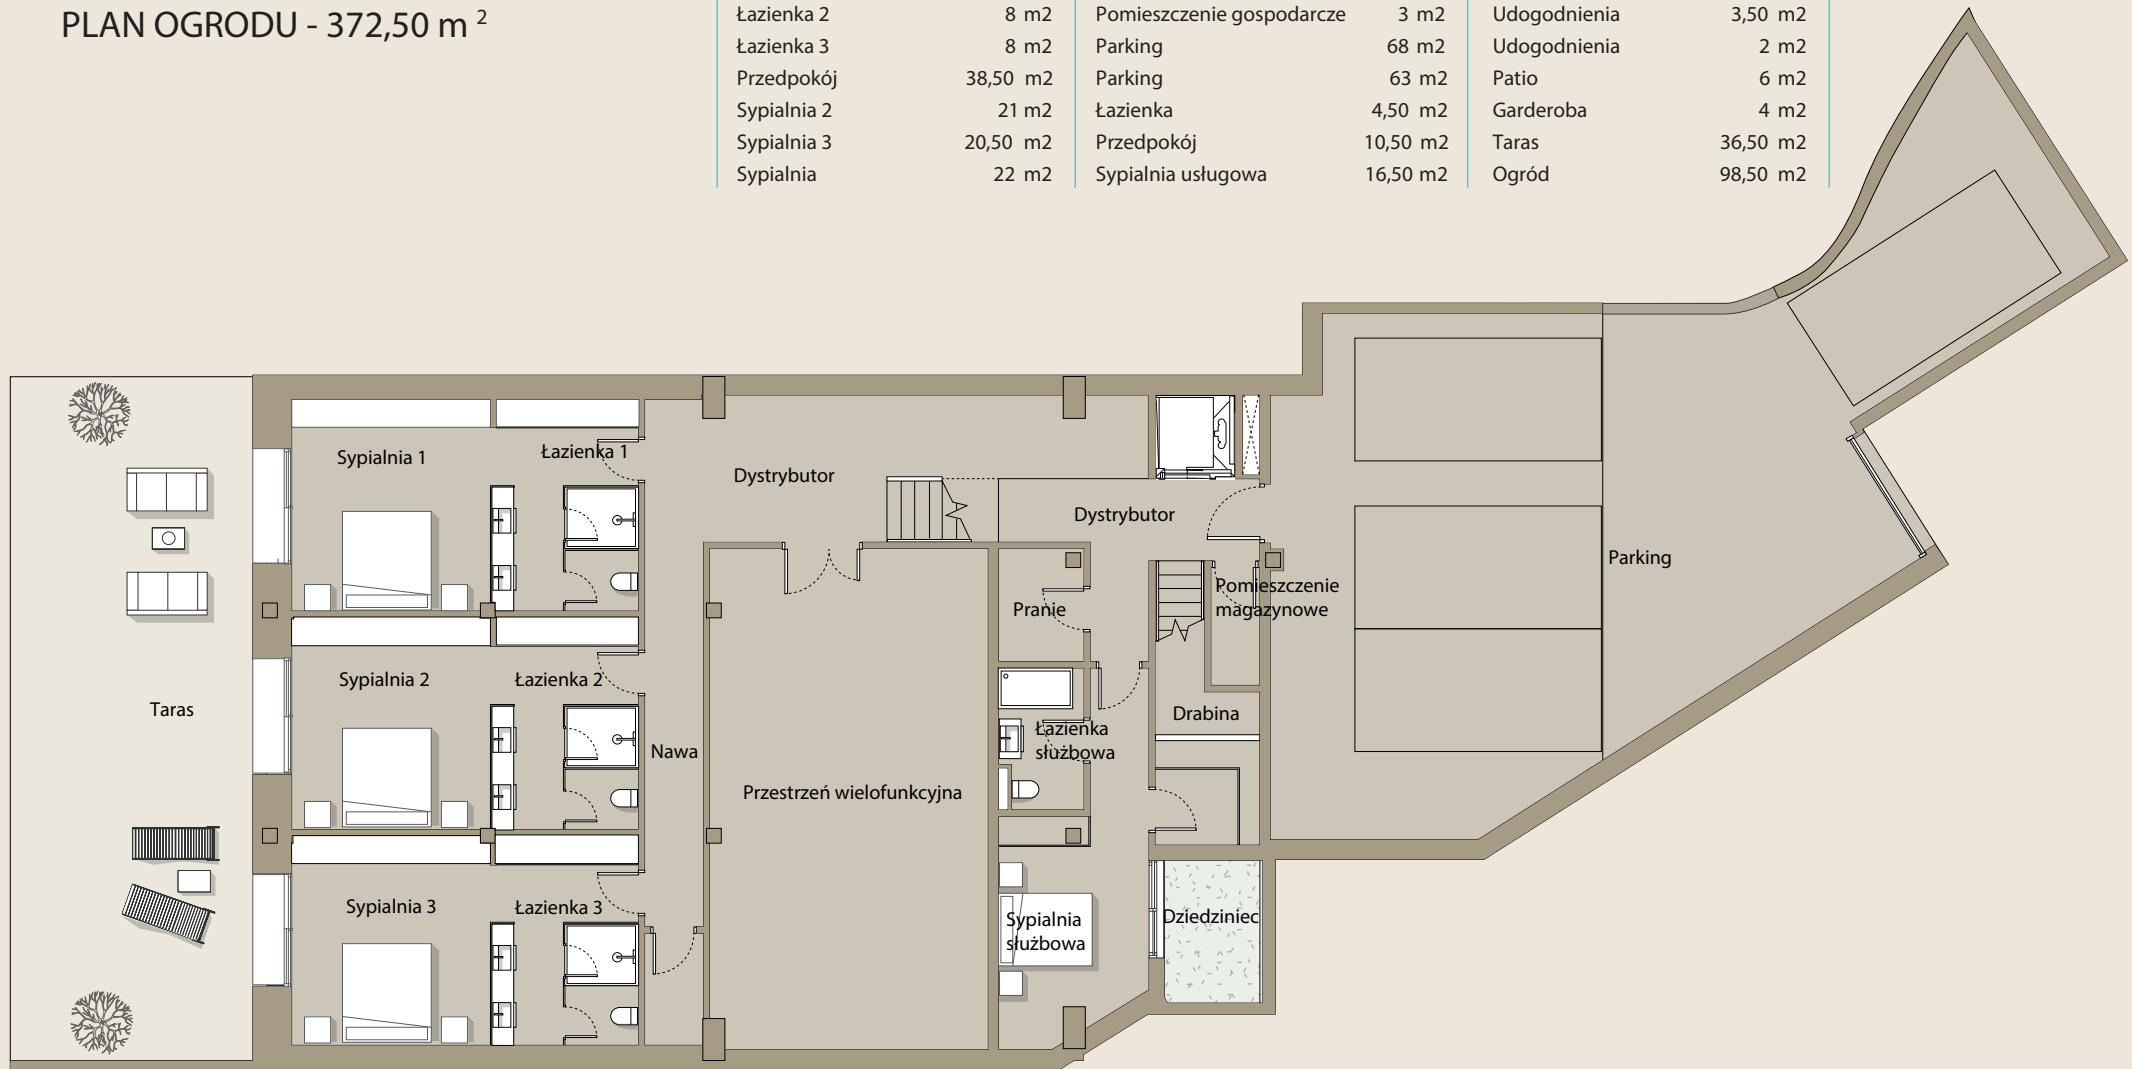 PLAN OGRODU - 372,50 m ²
Łazienka 2 8 m2
Łazienka 3 8 m2
Przedpokój 38,50 m2
Sypialnia 2 21 m2
Sypialnia 3 20,50 m2
Sypialnia 22 m2
Pomieszczenie gospodarcze 3 m2
Parking 68 m2
Parking 63 m2
Łazienka 4,50 m2
Przedpokój 10,50 m2
Sypialnia usługowa 16,50 m2
Udogodnienia 3,50 m2
Udogodnienia 2 m2
Patio 6 m2
Garderoba 4 m2
Taras 36,50 m2
Ogród 98,50 m2
Sypialnia 1
Łazienka 1
Dystrybutor
Dystrybutor
Parking
Pomieszczenie
magazynowe
Pranie
Sypialnia 2
Łazienka 2
Taras
Drabina
Łazienka
służbowa
Nawa
Przestrzeń wielofunkcyjna
Sypialnia 3
Łazienka 3
Sypialnia
służbowa
Dziedziniec